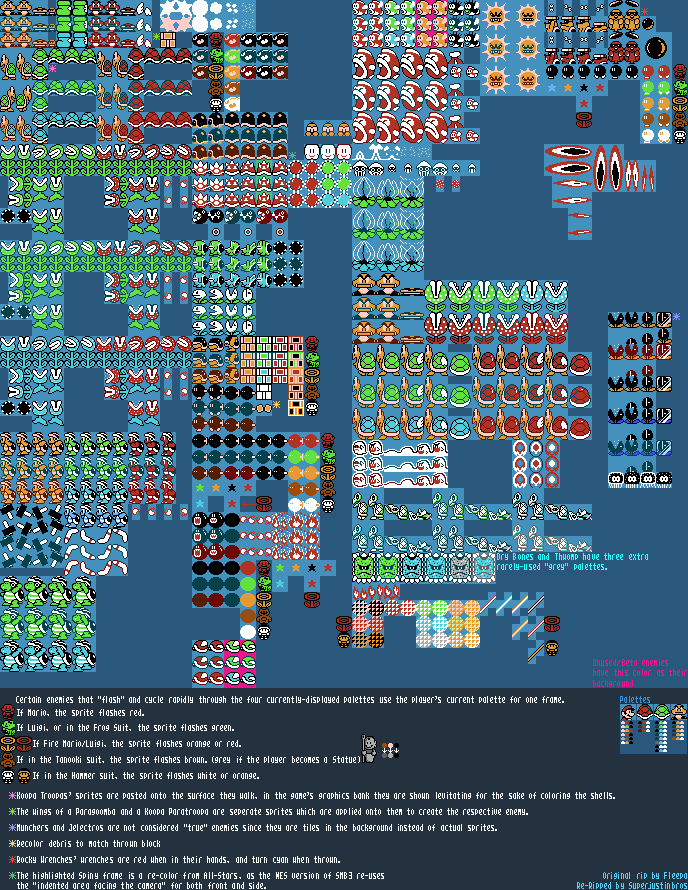 Dry Bones and Thwomp have three extra
rarely-used "grey" palettes.
Unused/Beta enemies
have this color as their
background
Certain enemies that "flash" and cycle rapidly through the four currently-displayed palettes use the player's current palette for one frame.
Palettes
If Mario, the sprite flashes red.
If Luigi, or in the Frog Suit, the sprite flashes green.
If Fire Mario/Luigi, the sprite flashes orange or red.
If in the Tanooki suit, the sprite flashes brown. (grey if the player becomes a Statue)
If in the Hammer suit, the sprite flashes white or orange.
*Koopa Troopas' sprites are pasted onto the surface they walk, in the game's graphics bank they are shown levitating for the sake of coloring the shells.
*The wings of a Paragoomba and a Koopa Paratroopa are seperate sprites which are applied onto them to create the respective enemy.
*Munchers and Jelectros are not considered "true" enemies since they are tiles in the background instead of actual sprites.
*Recolor debris to match thrown block
*Rocky Wrenches' wrenches are red when in their hands, and turn cyan when thrown.
*The highlighted Spiny frame is a re-color from All-Stars, as the NES version of SMB3 re-uses
the "indented area facing the camera" for both front and side.
Original rip by Fleepa
Re-Ripped by Superjustinbros